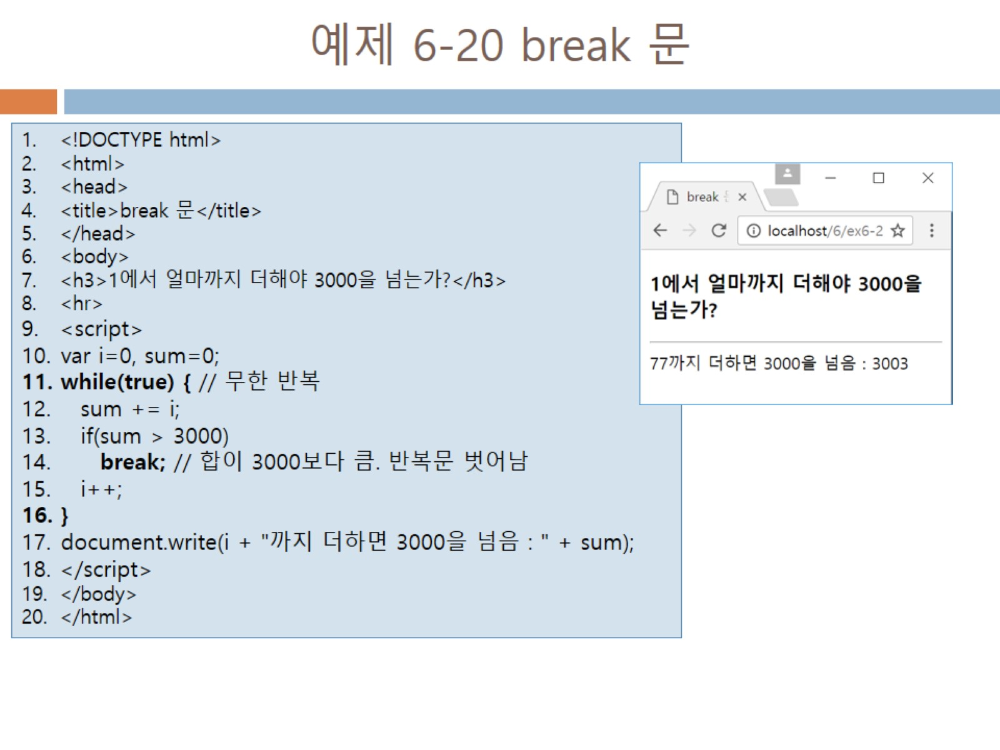 예제 6-20 break 문
1. <!DOCTYPE html>
2. <html>
3. <head>
4. <title>break 문</title>
5. </head>
6. <body>
7. <h3>1에서 얼마까지 더해야 3000을 넘는가?</h3>
8. <hr>
9. <script>
10. var i=0, sum=0;
11. while(true) { // 무한 반복
12. sum += i;
13. if(sum > 3000)
14. break; // 합이 3000보다 큼. 반복문 벗어남
15. i++;
16. }
17. document.write(i + "까지 더하면 3000을 넘음 : " + sum);
18. </script>
19. </body>
20. </html>
break
localhost/6/ex6-2
1에서 얼마까지 더해야 3000을
넘는가?
77까지 더하면 3000을 넘음 : 3003